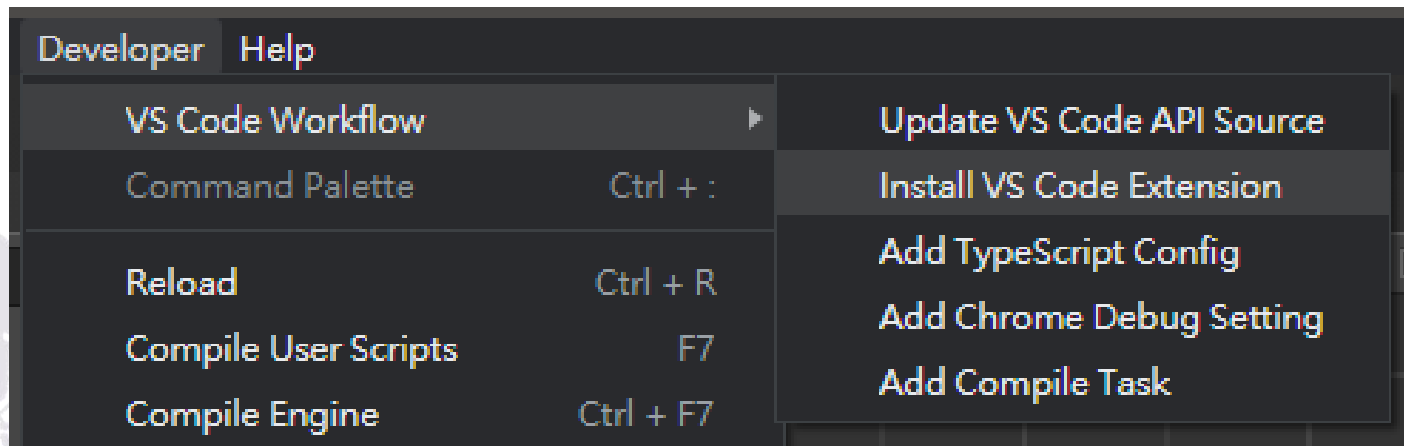 Developer Help
VS Code Workflow
Command Palette Ctrl + :
Reload Ctrl + R
Compile User Scripts F7
Compile Engine Ctrl + F7
Update VS Code API Source
Install VS Code Extension
Add TypeScript Config
Add Chrome Debug Setting
Add Compile Task